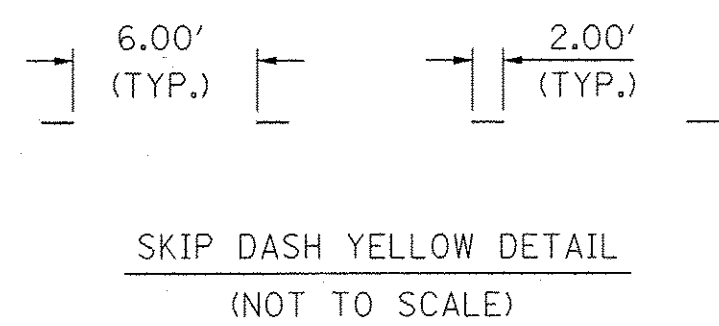 6.00'
(TYP.)
2.00'
(TYP.)
SKIP DASH YELLOW DETAIL
(NOT TO SCALE)